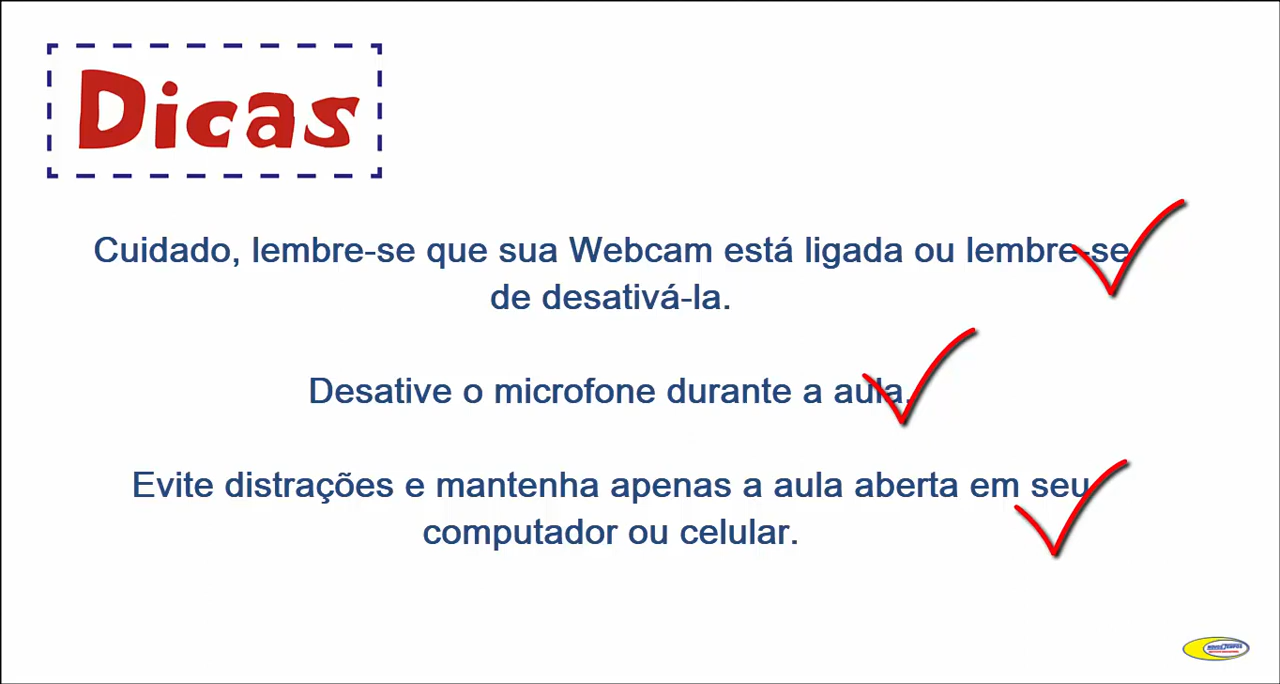 Dicas
Cuidado, lembre-se que sua Webcam está ligada ou lembre-se
de desativá-la.
Desative o microfone durante a aula.
Evite distrações e mantenha apenas a aula aberta em seu
computador ou celular.